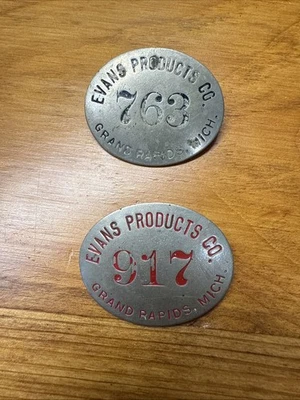 EVANS PRODUCTS CO.
763
GRAND RAPIDS, MICH.
EVANS PRODUCTS CO.
917
GRAND RAPIDS, MICH.